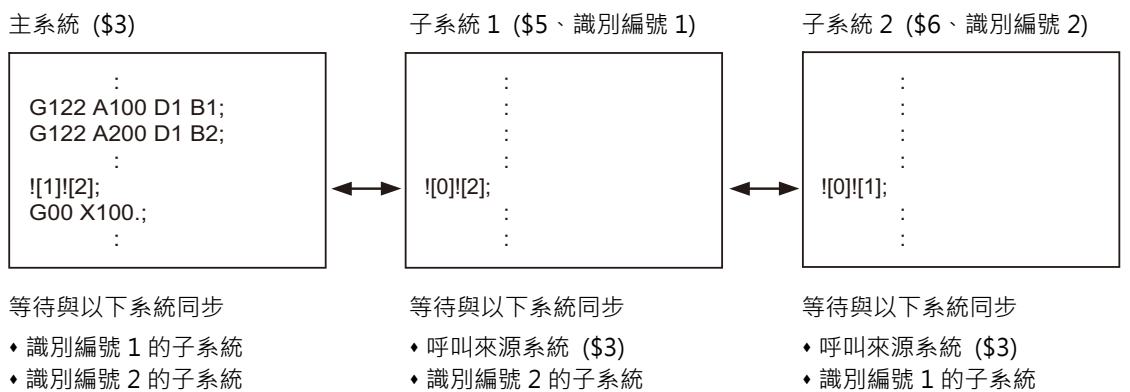 主系統 ($3)
:
G122 A100 D1 B1;
G122 A200 D1 B2;
:
![1]![2];
G00 X100.;
:
等待與以下系統同步
◆ 識別編號 1 的子系統
◆ 識別編號 2 的子系統
子系統 1 ($5、識別編號 1)
:
:
:
:
![0]![2];
:
:
等待與以下系統同步
◆ 呼叫來源系統 ($3)
◆ 識別編號 2 的子系統
子系統 2 ($6、識別編號 2)
:
:
:
:
![0]![1];
:
:
等待與以下系統同步
◆ 呼叫來源系統 ($3)
◆ 識別編號 1 的子系統